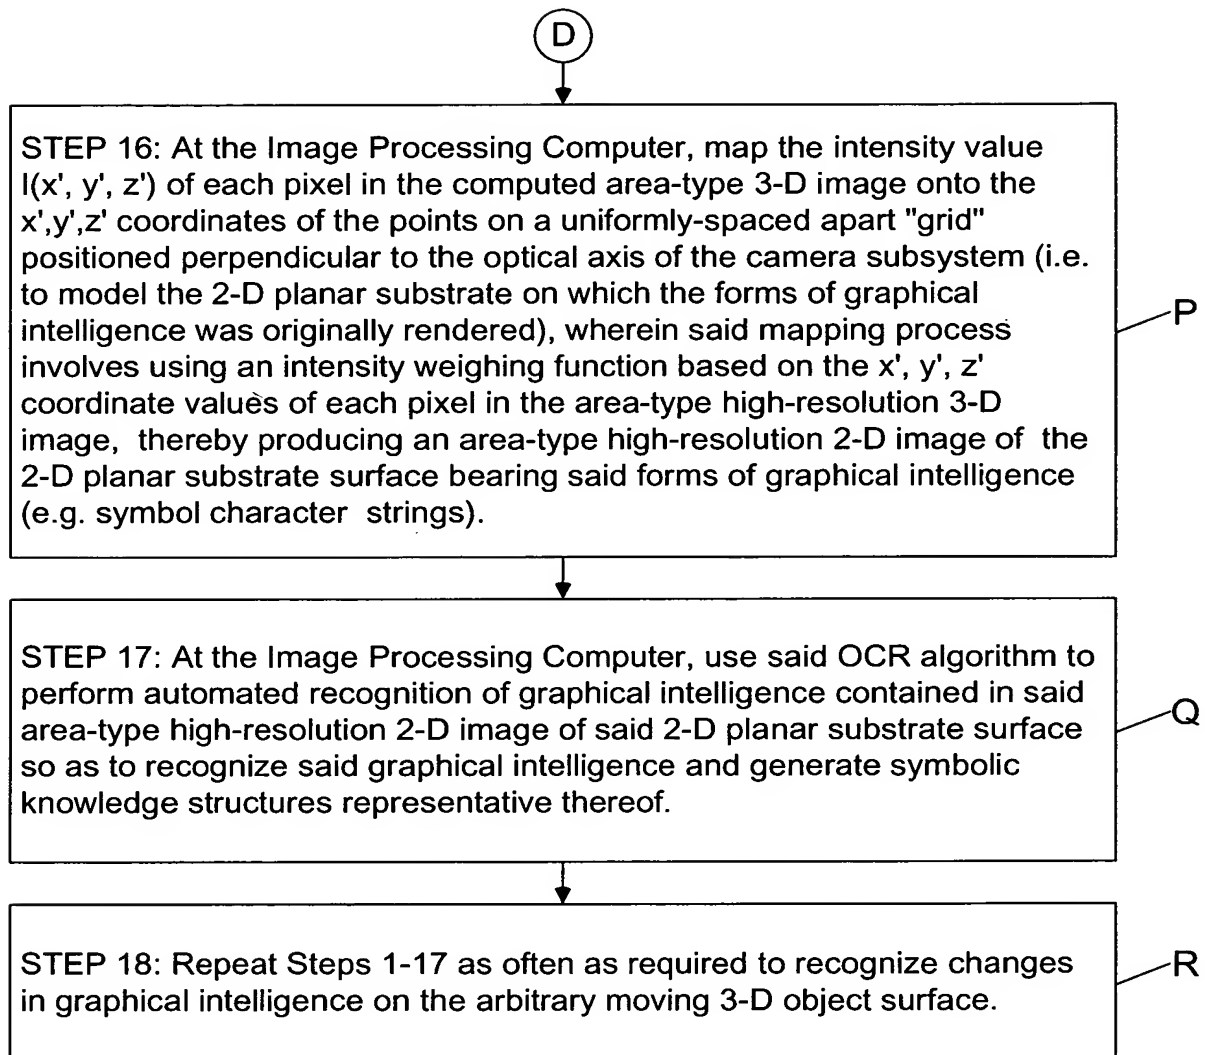 D
STEP 16: At the Image Processing Computer, map the intensity value
I(x', y', z') of each pixel in the computed area-type 3-D image onto the
x',y',z' coordinates of the points on a uniformly-spaced apart "grid"
positioned perpendicular to the optical axis of the camera subsystem (i.e.
to model the 2-D planar substrate on which the forms of graphical
intelligence was originally rendered), wherein said mapping process
involves using an intensity weighing function based on the x', y', z'
coordinate values of each pixel in the area-type high-resolution 3-D
image, thereby producing an area-type high-resolution 2-D image of the
2-D planar substrate surface bearing said forms of graphical intelligence
(e.g. symbol character strings).
P
STEP 17: At the Image Processing Computer, use said OCR algorithm to
perform automated recognition of graphical intelligence contained in said
area-type high-resolution 2-D image of said 2-D planar substrate surface
so as to recognize said graphical intelligence and generate symbolic
knowledge structures representative thereof.
Q
STEP 18: Repeat Steps 1-17 as often as required to recognize changes
in graphical intelligence on the arbitrary moving 3-D object surface.
R